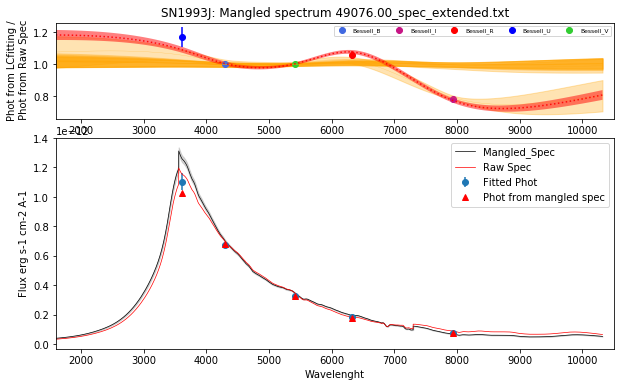 SN1993J: Mangled spectrum 49076.00_spec_extended.txt
Phot from LCfitting /
Phot from Raw Spec
1.2
1.0
0.8
Bessell_B
Bessell_I
Bessell_R
Bessell_U
Bessell_V
2000 3000 4000 5000 6000 7000 8000 9000 10000
1e−12
Flux erg s-1 cm-2 A-1
1.4
1.2
1.0
0.8
0.6
0.4
0.2
0.0
Mangled_Spec
Raw Spec
Fitted Phot
Phot from mangled spec
2000 3000 4000 5000 6000 7000 8000 9000 10000
Wavelenght